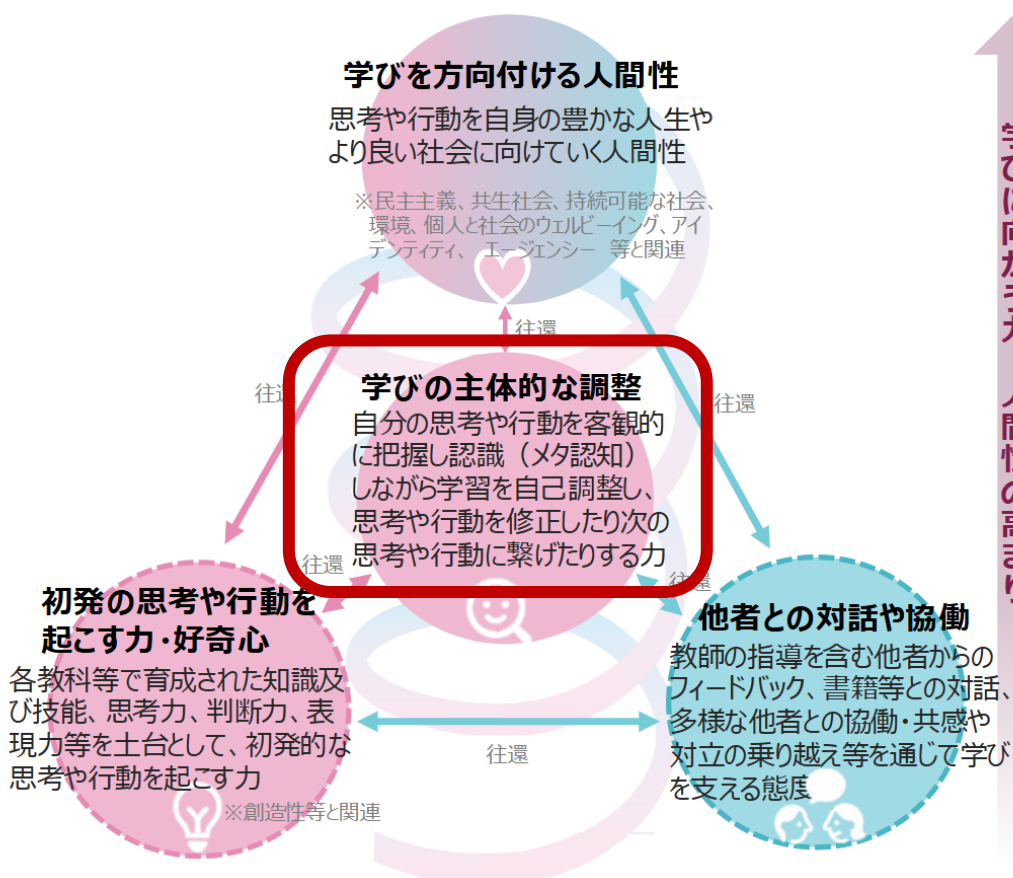 学びを方向付ける人間性
思考や行動を自身の豊かな人生や
より良い社会に向けていく人間性
※民主主義、共生社会、持続可能な社会、
環境、個人と社会のウェルビーイング、アイ
デンティティ、 エージェンシー 等と関連
往還
往還
往還
学びの主体的な調整
自分の思考や行動を客観的
に把握し認識（メタ認知）
しながら学習を自己調整し、
思考や行動を修正したり次の
思考や行動に繋げたりする力
往還
往還
初発の思考や行動を
起こす力・好奇心
各教科等で育成された知識及
び技能、思考力、判断力、表
現力等を土台として、初発的な
思考や行動を起こす力
※創造性等と関連
往還
他者との対話や協働
教師の指導を含む他者からの
フィードバック、書籍等との対話、
多様な他者との協働・共感や
対立の乗り越え等を通じて学び
を支える態度
学びに向かう力 人間性の高まり